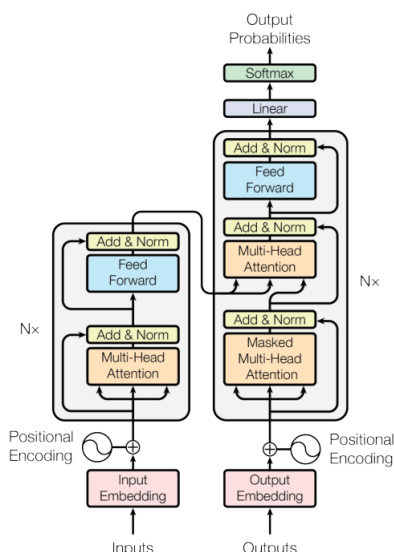 Output
Probabilities
Softmax
Linear
Add & Norm
Feed
Forward
Add & Norm
Multi-Head
Attention
Nx
Add & Norm
Masked
Multi-Head
Attention
Positional
Encoding
Output
Embedding
Outputs
Add & Norm
Feed
Forward
Nx
Add & Norm
Multi-Head
Attention
Positional
Encoding
Input
Embedding
Inputs